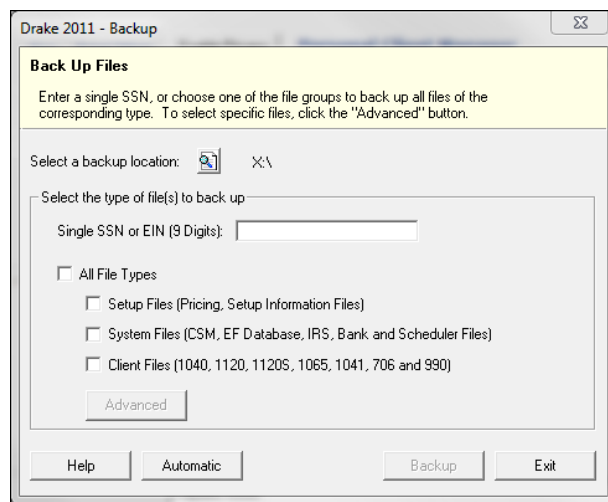 Drake 2011 - Backup
Back Up Files
Enter a single SSN, or choose one of the file groups to back up all files of the
corresponding type. To select specific files, click the "Advanced" button.
Select a backup location: X:\
Select the type of file(s) to back up
Single SSN or EIN (9 Digits):
All File Types
Setup Files (Pricing, Setup Information Files)
System Files (CSM, EF Database, IRS, Bank and Scheduler Files)
Client Files (1040, 1120, 1120S, 1065, 1041, 706 and 990)
Advanced
Help Automatic Backup Exit